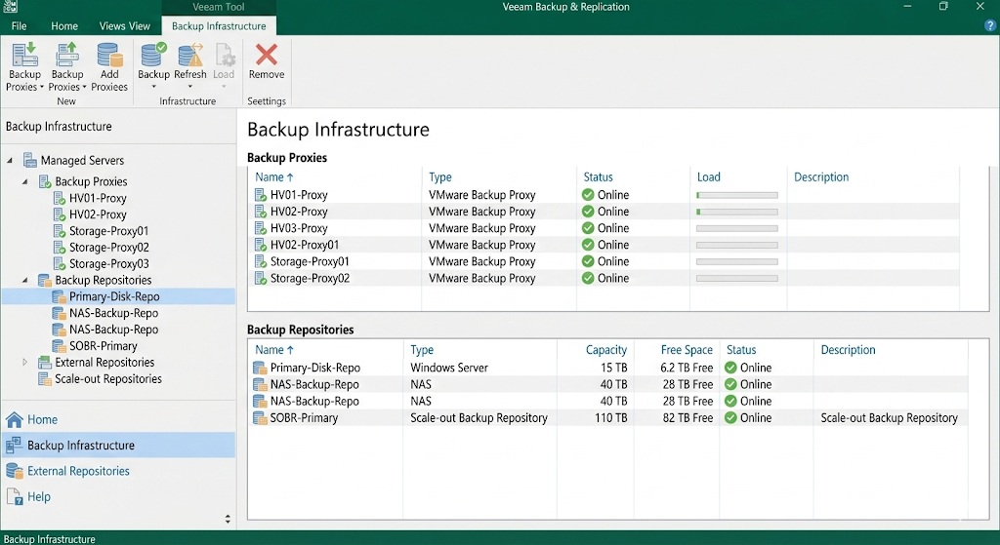 Veeam Tool
Veeam Backup & Replication
File Home Views View Backup Infrastructure
Backup Proxies
Backup Proxies
Add Proxiees
Backup
Refresh
Load
Remove
New
Infrastructure
Seettings
Backup Infrastructure
Managed Servers
Backup Proxies
HV01-Proxy
HV02-Proxy
Storage-Proxy01
Storage-Proxy02
Storage-Proxy03
Backup Repositories
Primary-Disk-Repo
NAS-Backup-Repo
NAS-Backup-Repo
SOBR-Primary
External Repositories
Scale-out Repositories
Home
Backup Infrastructure
External Repositories
Help
Backup Infrastructure
Backup Proxies
Name ↑ Type Status Load Description
HV01-Proxy VMware Backup Proxy Online
HV02-Proxy VMware Backup Proxy Online
HV03-Proxy VMware Backup Proxy Online
HV02-Proxy01 VMware Backup Proxy Online
Storage-Proxy01 VMware Backup Proxy Online
Storage-Proxy02 VMware Backup Proxy Online
Backup Repositories
Name ↑ Type Capacity Free Space Status Description
Primary-Disk-Repo Windows Server 15 TB 6.2 TB Free Online
NAS-Backup-Repo NAS 40 TB 28 TB Free Online
NAS-Backup-Repo NAS 40 TB 28 TB Free Online
SOBR-Primary Scale-out Backup Repository 110 TB 82 TB Free Online Scale-out Backup Repository
Backup Infrastructure